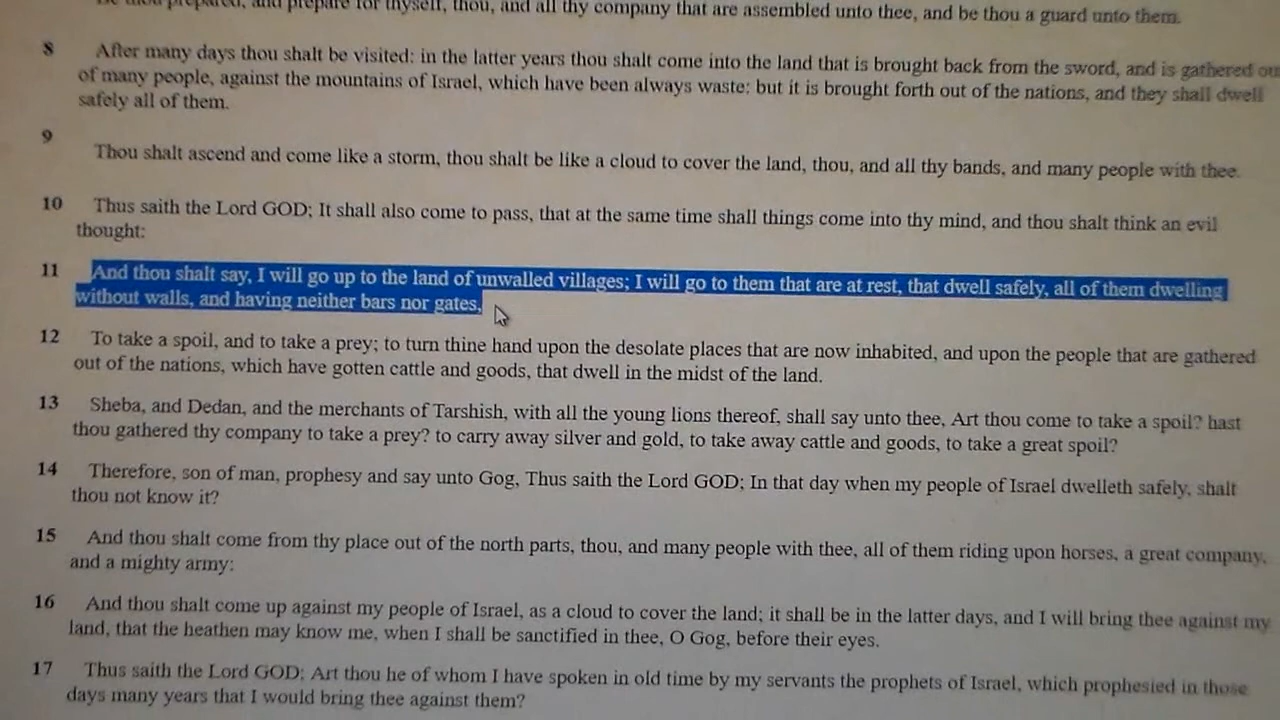 Be thou prepared, and prepare for thyself, thou, and all thy company that are assembled unto thee, and be thou a guard unto them.
8 After many days thou shalt be visited: in the latter years thou shalt come into the land that is brought back from the sword, and is gathered ou
of many people, against the mountains of Israel, which have been always waste: but it is brought forth out of the nations, and they shall dwell
safely all of them.
9
Thou shalt ascend and come like a storm, thou shalt be like a cloud to cover the land, thou, and all thy bands, and many people with thee.
10 Thus saith the Lord GOD; It shall also come to pass, that at the same time shall things come into thy mind, and thou shalt think an evil
thought:
11 And thou shalt say, I will go up to the land of unwalled villages; I will go to them that are at rest, that dwell safely, all of them dwelling
without walls, and having neither bars nor gates,
12 To take a spoil, and to take a prey; to turn thine hand upon the desolate places that are now inhabited, and upon the people that are gathered
out of the nations, which have gotten cattle and goods, that dwell in the midst of the land.
13 Sheba, and Dedan, and the merchants of Tarshish, with all the young lions thereof, shall say unto thee, Art thou come to take a spoil? hast
thou gathered thy company to take a prey? to carry away silver and gold, to take away cattle and goods, to take a great spoil?
14 Therefore, son of man, prophesy and say unto Gog, Thus saith the Lord GOD; In that day when my people of Israel dwelleth safely, shalt
thou not know it?
15 And thou shalt come from thy place out of the north parts, thou, and many people with thee, all of them riding upon horses, a great company,
and a mighty army:
16 And thou shalt come up against my people of Israel, as a cloud to cover the land; it shall be in the latter days, and I will bring thee against my
land, that the heathen may know me, when I shall be sanctified in thee, O Gog, before their eyes.
17 Thus saith the Lord GOD; Art thou he of whom I have spoken in old time by my servants the prophets of Israel, which prophesied in those
days many years that I would bring thee against them?